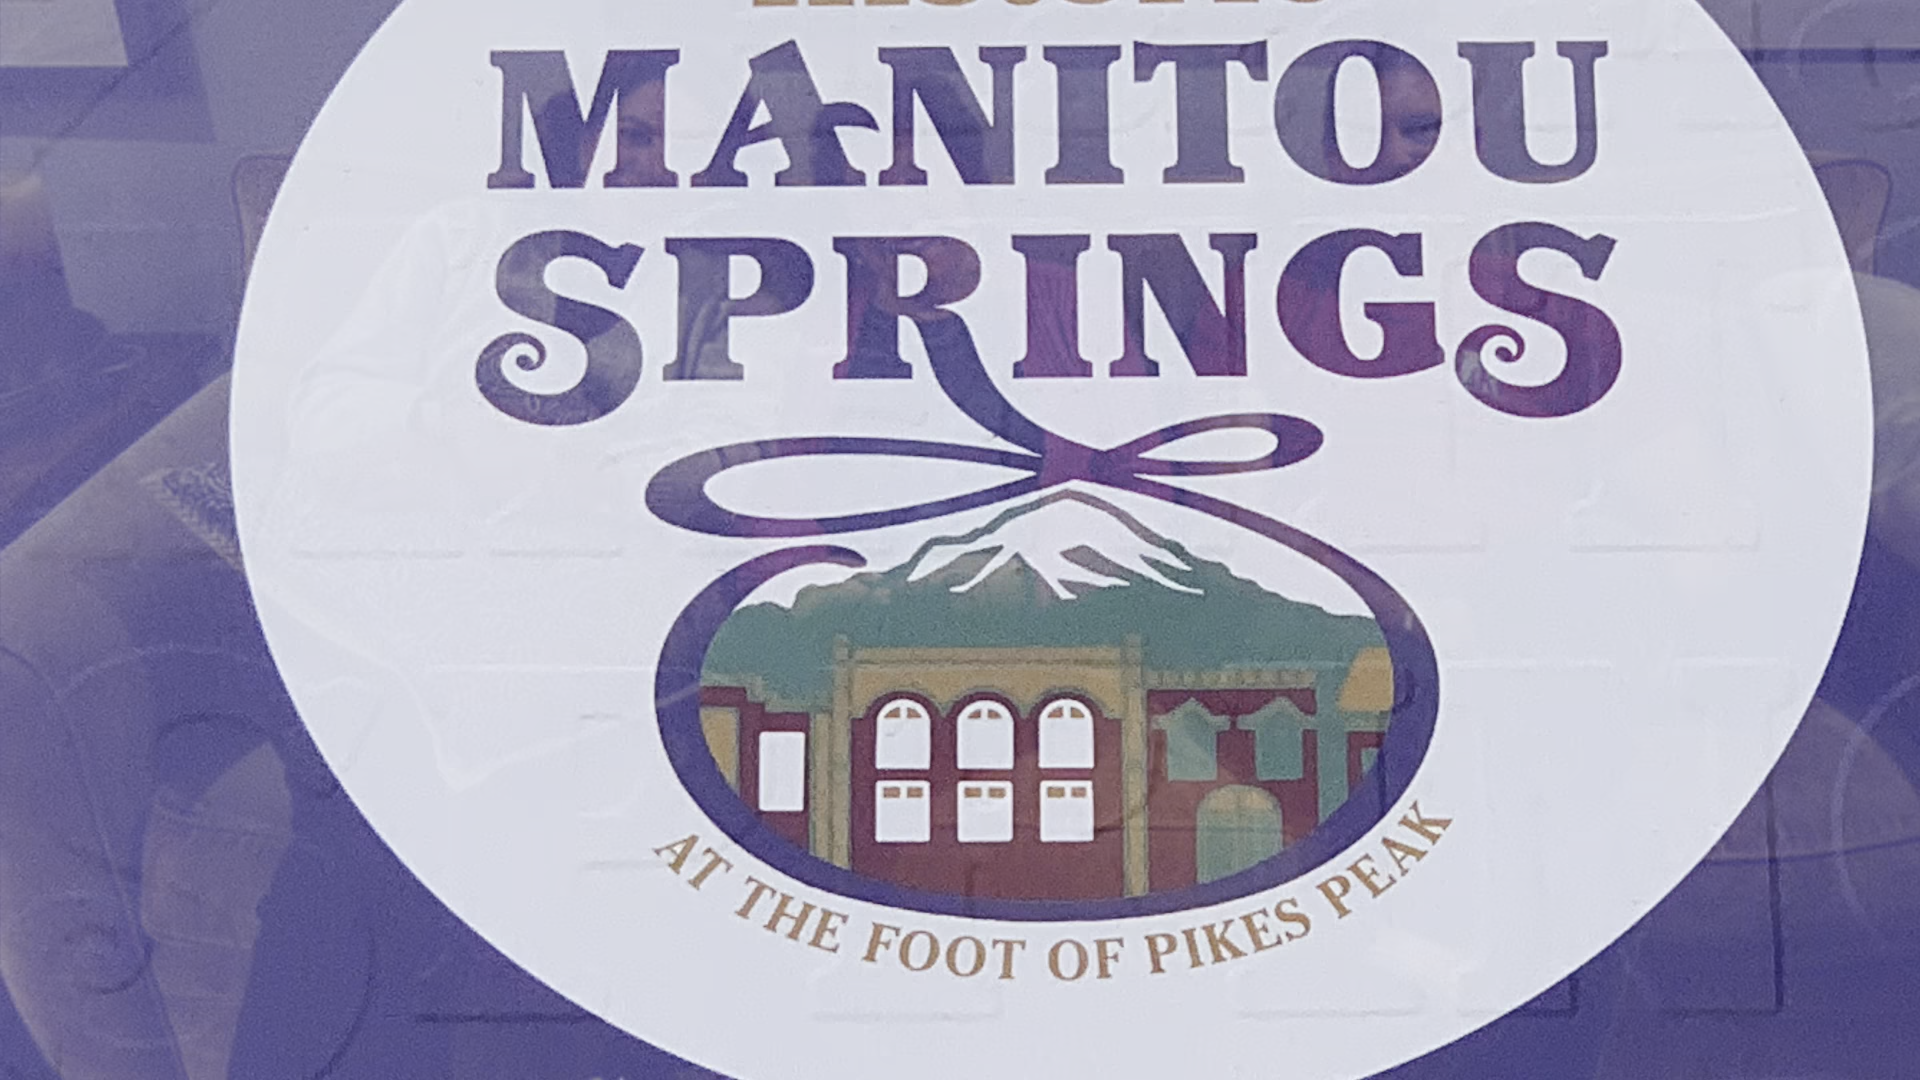 MANITOU
SPRINGS
AT THE FOOT OF PIKES PEAK